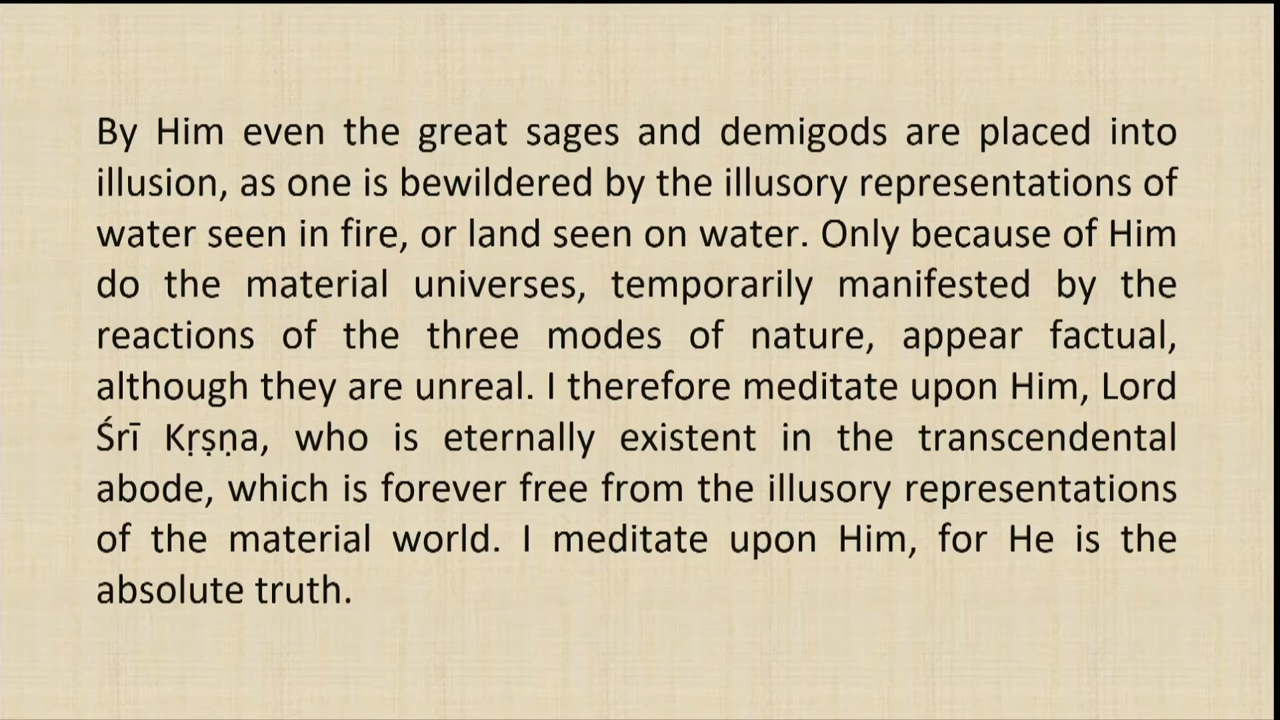 By Him even the great sages and demigods are placed into
illusion, as one is bewildered by the illusory representations of
water seen in fire, or land seen on water. Only because of Him
do the material universes, temporarily manifested by the
reactions of the three modes of nature, appear factual,
although they are unreal. I therefore meditate upon Him, Lord
Śrī Kṛṣṇa, who is eternally existent in the transcendental
abode, which is forever free from the illusory representations
of the material world. I meditate upon Him, for He is the
absolute truth.